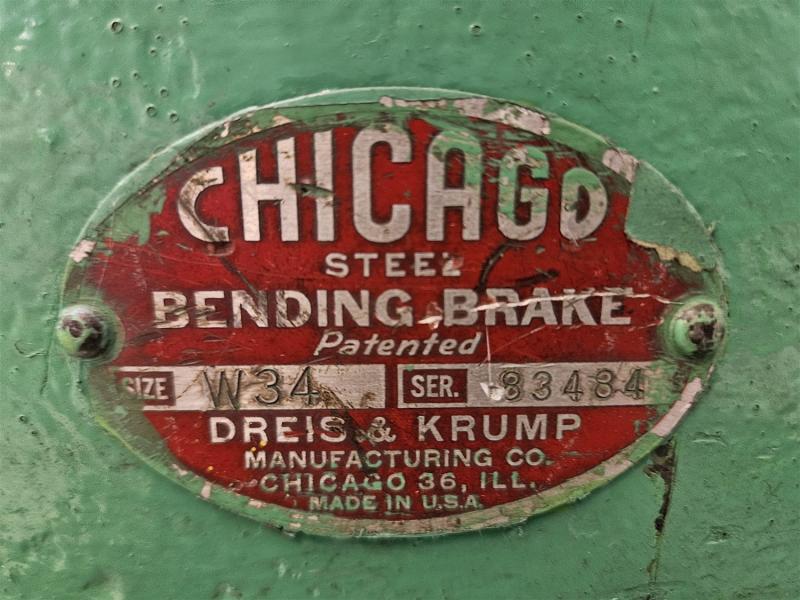 CHICAGO
STEEL
BENDING BRAKE
Patented
SIZE W34 SER. 83484
DREIS & KRUMP
MANUFACTURING CO.
CHICAGO 36, ILL.
MADE IN U.S.A.